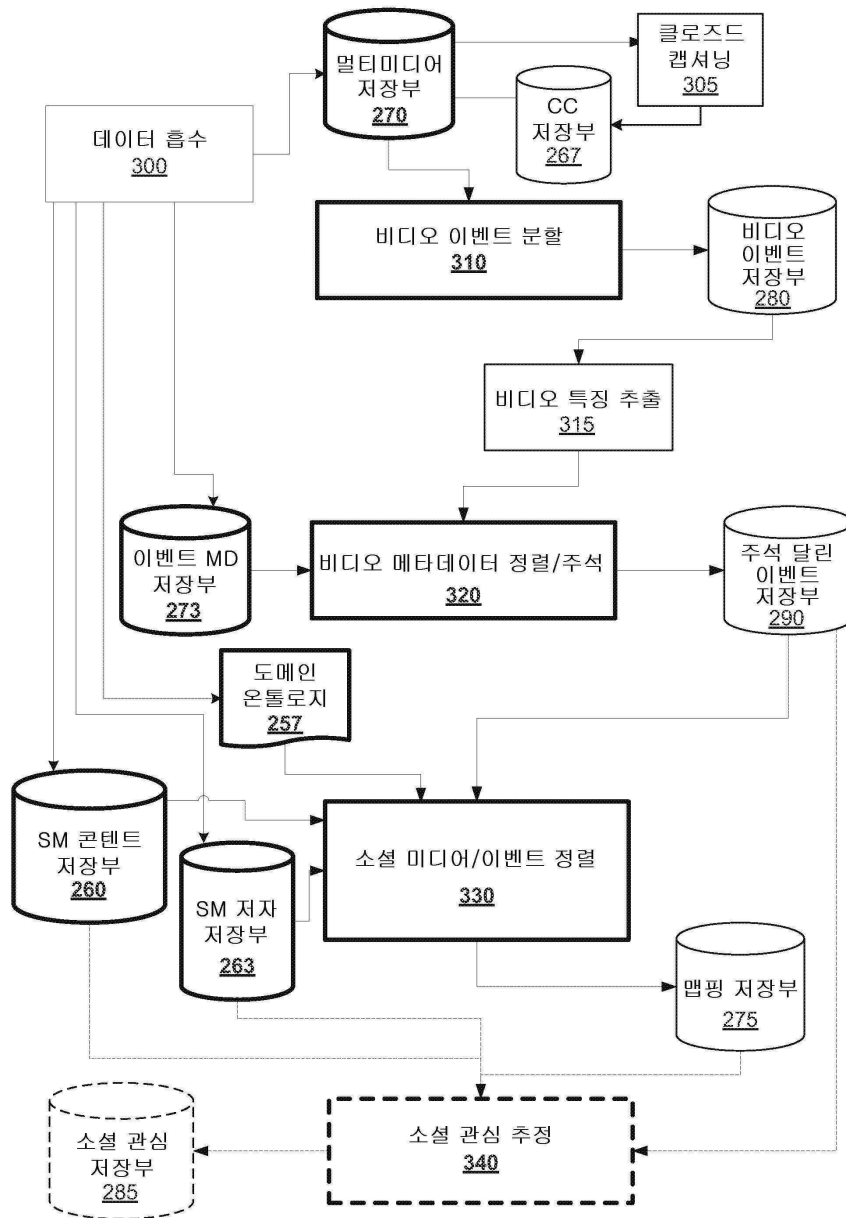 멀티미디어
저장부
270
클로즈드
캡셔닝
305
CC
저장부
267
데이터 흡수
300
비디오 이벤트 분할
310
비디오
이벤트
저장부
280
비디오 특징 추출
315
이벤트 MD
저장부
273
비디오 메타데이터 정렬/주석
320
주석 달린
이벤트
저장부
290
도메인
온톨로지
257
SM 콘텐트
저장부
260
SM 저자
저장부
263
소셜 미디어/이벤트 정렬
330
맵핑 저장부
275
소셜 관심 추정
340
소셜 관심
저장부
285